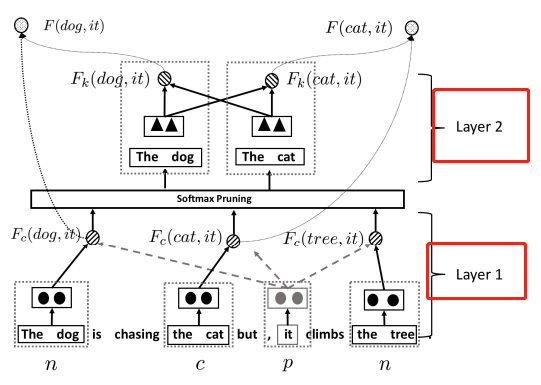 F(dog, it) F(cat, it)
F_k(dog, it) F_k(cat, it)
Layer 2
The dog The cat
Softmax Pruning
F_c(dog, it) F_c(cat, it) F_c(tree, it)
Layer 1
The dog is chasing the cat but , it climbs the tree
n c p n